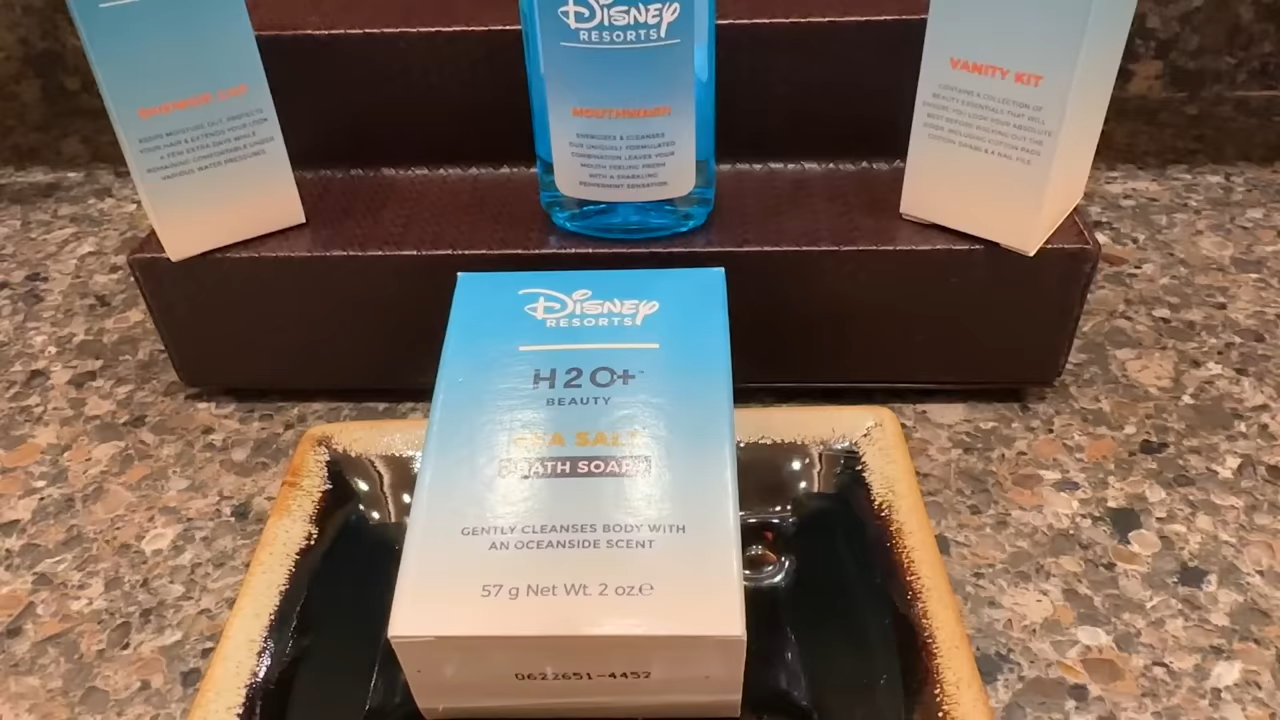 SHOWER CAP
KEEPS MOISTURE OUT, PROTECTS
YOUR HAIR & EXTENDS YOUR LOOK
A FEW EXTRA DAYS WHILE
REMAINING COMFORTABLE UNDER
VARIOUS WATER PRESSURES.
DISNEY
RESORTS
MOUTHWASH
ENERGIZES & CLEANSES
OUR UNIQUELY FORMULATED
COMBINATION LEAVES YOUR
MOUTH FEELING FRESH
WITH A SPARKLING
PEPPERMINT SENSATION.
VANITY KIT
CONTAINS A COLLECTION OF
BEAUTY ESSENTIALS THAT WILL
ENSURE YOU LOOK YOUR ABSOLUTE
BEST BEFORE WALKING OUT THE
DOOR, INCLUDING COTTON PADS,
COTTON SWABS & A NAIL FILE.
DISNEY
RESORTS
H2O+™
BEAUTY
SEA SALT
BATH SOAP
GENTLY CLEANSES BODY WITH
AN OCEANSIDE SCENT
57 g Net Wt. 2 oz.℮
0622651-4452